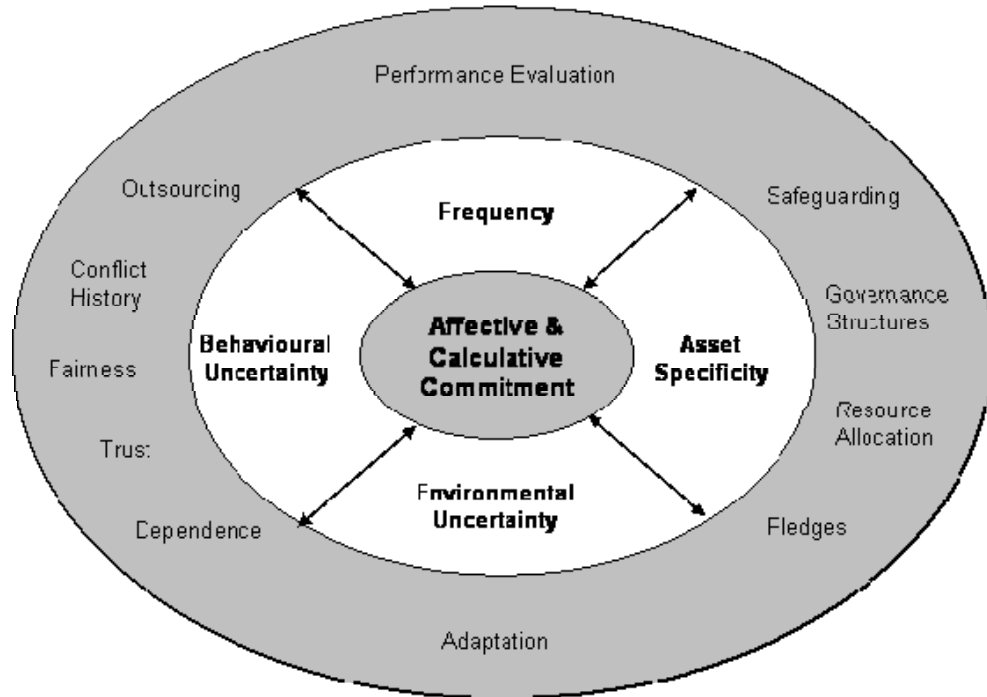 Performance Evaluation
Outsourcing
Safeguarding
Frequency
Conflict
History
Governance
Structures
Affective &
Calculative
Commitment
Behavioural
Uncertainty
Asset
Specificity
Fairness
Resource
Allocation
Trust
Environmental
Uncertainty
Dependence
Fledges
Adaptation